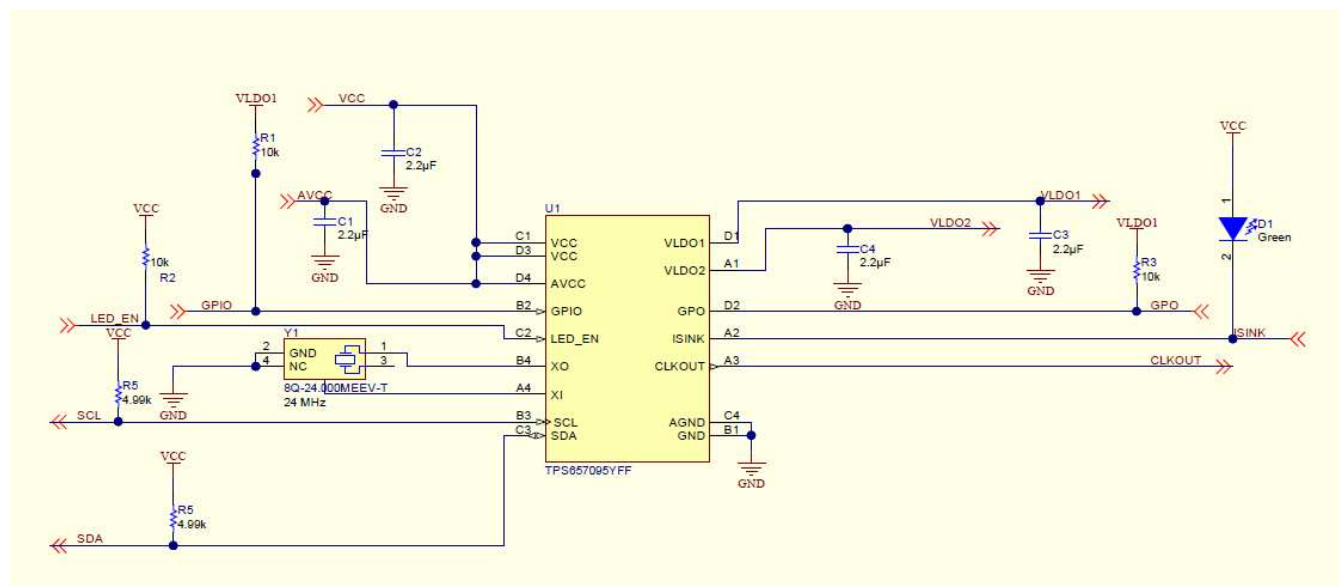 VLDO1
R1
10k
VCC
C2
2.2µF
GND
AVCC
C1
2.2µF
GND
VCC
10k
R2
GPIO
LED_EN
VCC
R5
4.99k
SCL
GND
Y1
2
GND
1
4
NC
3
8Q-24.000MEEV-T
24 MHz
VCC
R5
4.99k
SDA
U1
C1
VCC
D3
VCC
D4
AVCC
B2
GPIO
C2
LED_EN
B4
XO
A4
XI
B3
SCL
C3
SDA
VLDO1
D1
VLDO2
A1
GPO
D2
ISINK
A2
CLKOUT
A3
AGND
C4
GND
B1
TPS657095YFF
GND
VLDO1
VLDO2
C4
2.2µF
GND
C3
2.2µF
GND
VLDO1
R3
10k
GPO
VCC
1
D1
Green
2
ISINK
CLKOUT